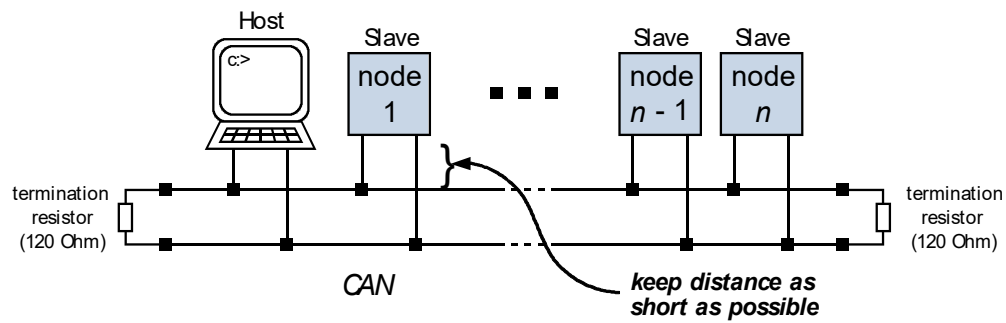 Host
c:>
Slave
node
1
Slave
node
n - 1
Slave
node
n
termination
resistor
(120 Ohm)
termination
resistor
(120 Ohm)
CAN
keep distance as
short as possible